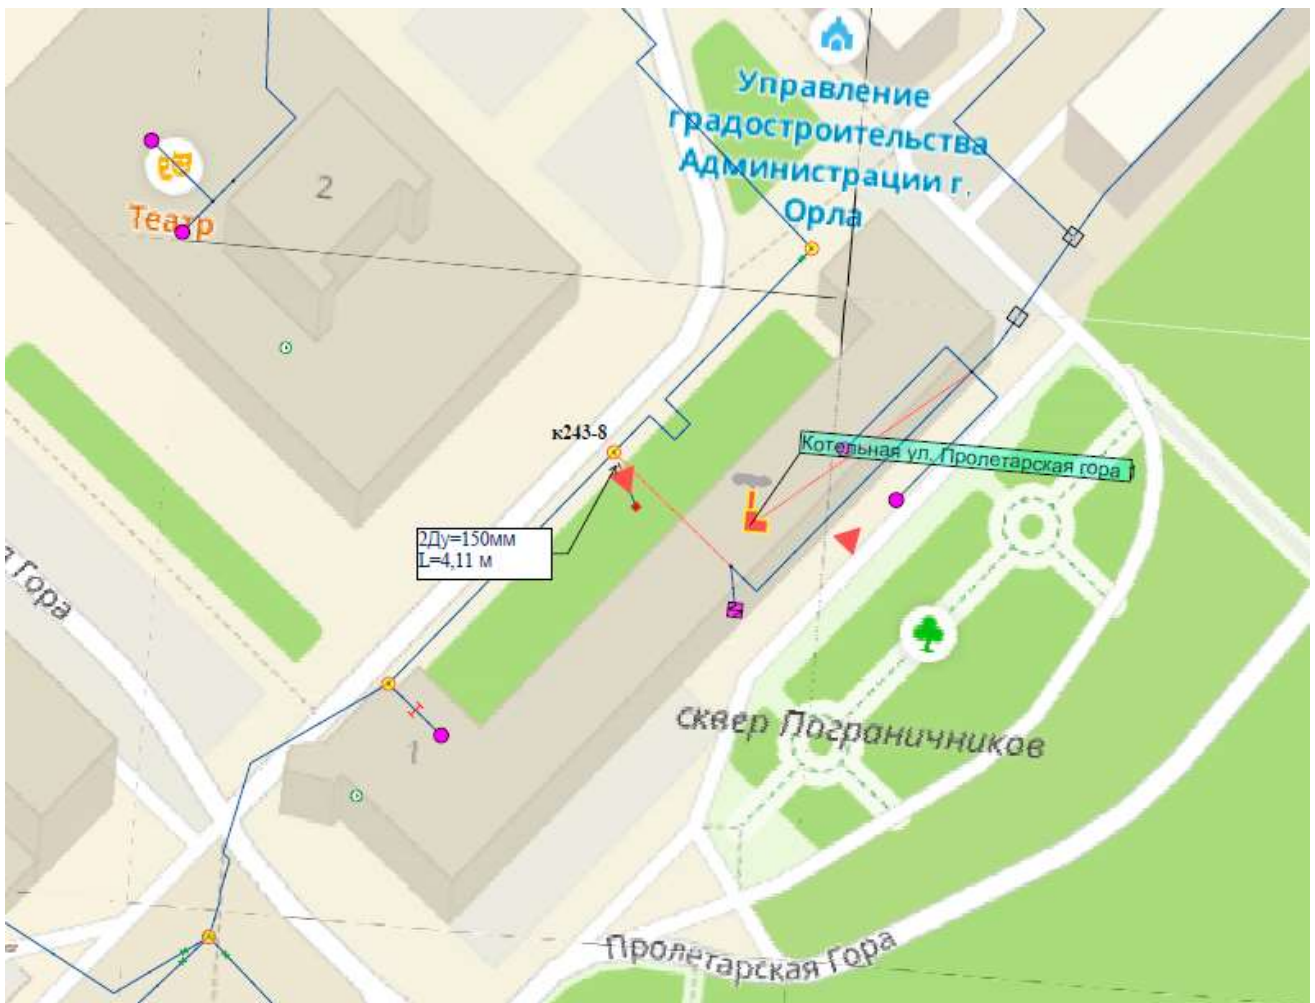 Управление
градостроительства
Администрации г.
Орла
2
Театр
к243-8
Котельная ул. Пролетарская гора 1
2Ду=150мм
L=4,11 м
Гора
сквер Пограничников
1
Пролетарская Гора